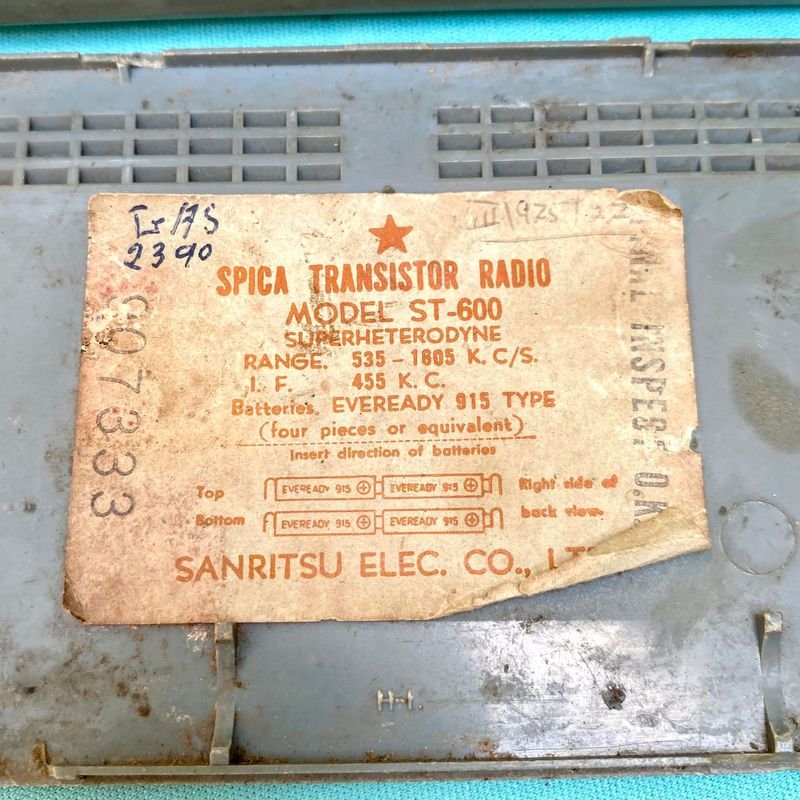 2390
SPICA TRANSISTOR RADIO
MODEL ST-600
SUPERHETERODYNE
RANGE. 535-1605 K. C/S.
I. F. 455 K. C.
Batteries. EVEREADY 915 TYPE
(four pieces or equivalent)
Insert direction of batteries
Top EVEREADY 915 EVEREADY 915 Right side of
Bottom EVEREADY 915 EVEREADY 915 back view.
SANRITSU ELEC. CO.,
907333
INSPECT O.K.
H-1.